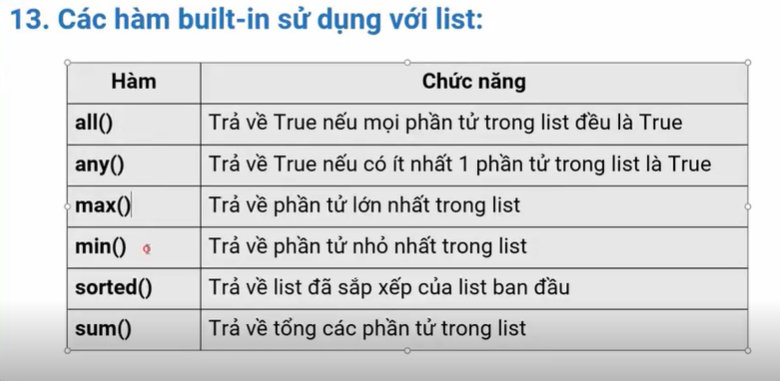 13. Các hàm built-in sử dụng với list:
Hàm Chức năng
all() Trả về True nếu mọi phần tử trong list đều là True
any() Trả về True nếu có ít nhất 1 phần tử trong list là True
max() Trả về phần tử lớn nhất trong list
min() Trả về phần tử nhỏ nhất trong list
sorted() Trả về list đã sắp xếp của list ban đầu
sum() Trả về tổng các phần tử trong list